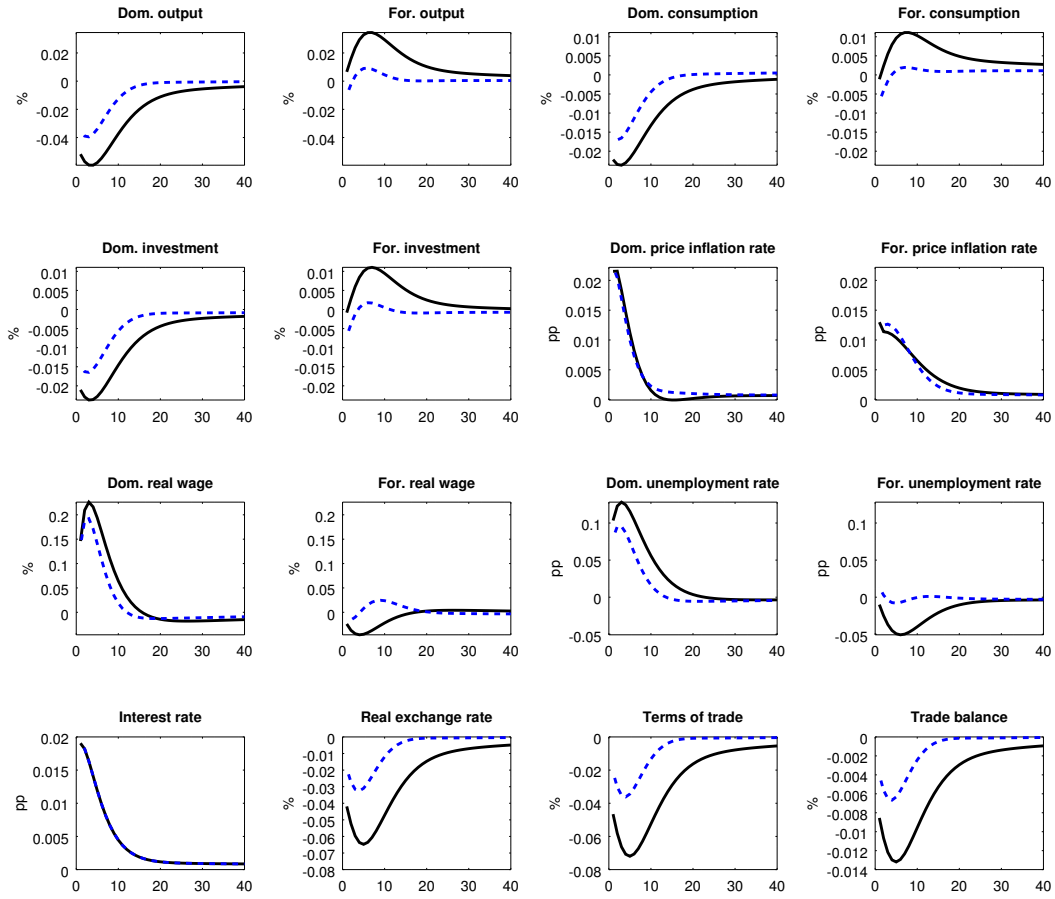 Dom. output
For. output
Dom. consumption
For. consumption
%
0.02
0
-0.02
-0.04
0 10 20 30 40
%
0.02
0
-0.02
-0.04
0 10 20 30 40
%
0.01
0.005
0
-0.005
-0.01
-0.015
-0.02
0 10 20 30 40
%
0.01
0.005
0
-0.005
-0.01
-0.015
-0.02
0 10 20 30 40
Dom. investment
For. investment
Dom. price inflation rate
For. price inflation rate
%
0.01
0.005
0
-0.005
-0.01
-0.015
-0.02
0 10 20 30 40
%
0.01
0.005
0
-0.005
-0.01
-0.015
-0.02
0 10 20 30 40
pp
0.02
0.015
0.01
0.005
0
0 10 20 30 40
pp
0.02
0.015
0.01
0.005
0
0 10 20 30 40
Dom. real wage
For. real wage
Dom. unemployment rate
For. unemployment rate
%
0.2
0.15
0.1
0.05
0
0 10 20 30 40
%
0.2
0.15
0.1
0.05
0
0 10 20 30 40
pp
0.1
0.05
0
-0.05
0 10 20 30 40
pp
0.1
0.05
0
-0.05
0 10 20 30 40
Interest rate
Real exchange rate
Terms of trade
Trade balance
pp
0.02
0.015
0.01
0.005
0
0 10 20 30 40
%
0
-0.01
-0.02
-0.03
-0.04
-0.05
-0.06
-0.07
-0.08
0 10 20 30 40
%
0
-0.02
-0.04
-0.06
-0.08
0 10 20 30 40
%
0
-0.002
-0.004
-0.006
-0.008
-0.01
-0.012
-0.014
0 10 20 30 40